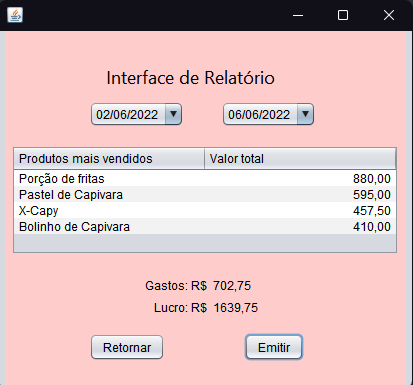 Interface de Relatório
02/06/2022 06/06/2022
Produtos mais vendidos Valor total
Porção de fritas 880,00
Pastel de Capivara 595,00
X-Capy 457,50
Bolinho de Capivara 410,00
Gastos: R$ 702,75
Lucro: R$ 1639,75
Retornar Emitir